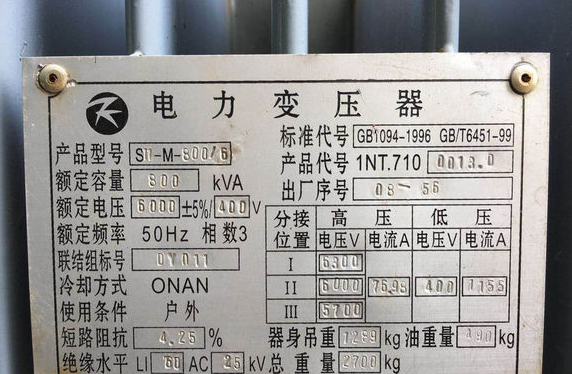 电力变压器
标准代号 GB1094-1996 GB/T6451-99
产品型号 -M-800/6
产品代号 1NT.710 0013.0
额定容量 800 kVA
出厂序号 08-56
额定电压 6000 ±5%/ 400 V
额定频率 50Hz 相数3
联结组标号 DY011
冷却方式 ONAN
使用条件 户外
短路阻抗 4.25 %
绝缘水平 LI 60 AC 25 kV
分接位置 高压 低压
电压V 电流A 电压V 电流A
I 6300
II 6000 76.98 400 1155
III 5700
器身吊重 kg 油重量 490 kg
总重量 2700 kg